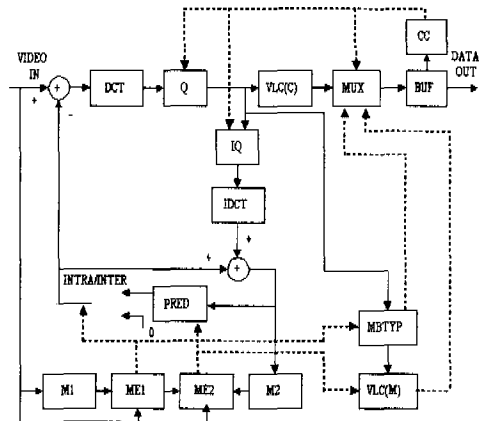 CC
VIDEO
IN
DATA
OUT
+
+
-
DCT
Q
VLC(C)
MUX
BUF
IQ
IDCT
+
+
+
INTRA/INTER
PRED
0
MBTYP
M1
ME1
ME2
M2
VLC(M)